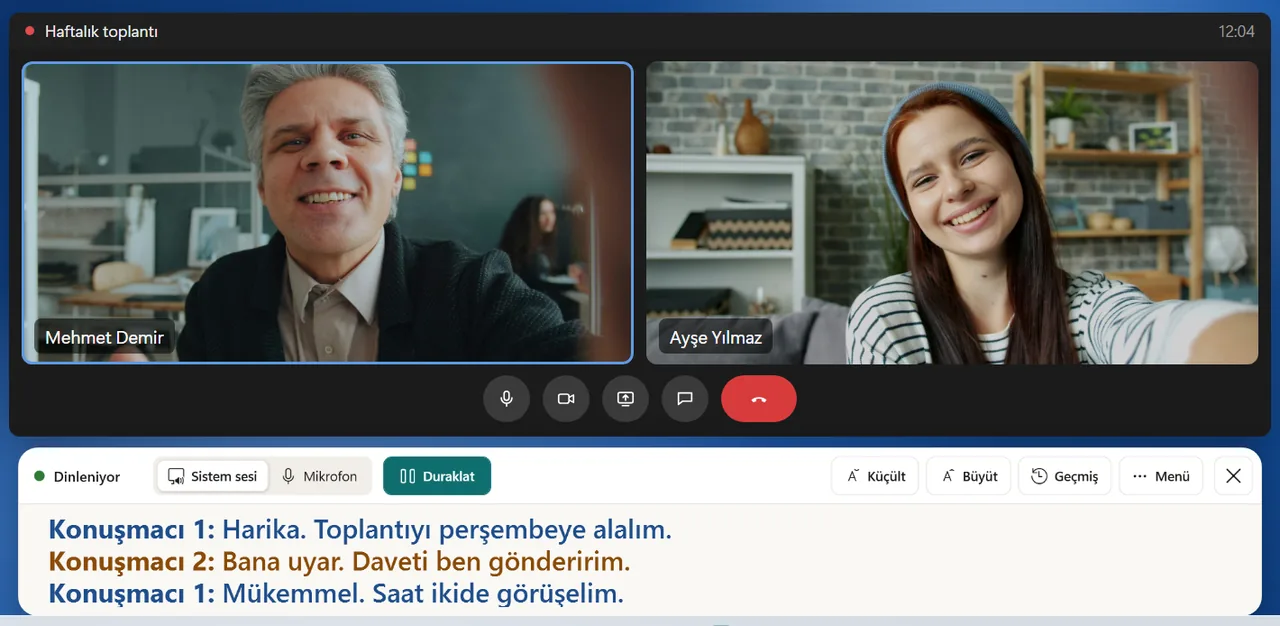 Haftalık toplantı
12:04
Mehmet Demir
Ayşe Yılmaz
Dinleniyor
Sistem sesi
Mikrofon
Duraklat
Küçült
Büyüt
Geçmiş
Menü
Konuşmacı 1: Harika. Toplantıyı perşembeye alalım.
Konuşmacı 2: Bana uyar. Daveti ben gönderirim.
Konuşmacı 1: Mükemmel. Saat ikide görüşelim.